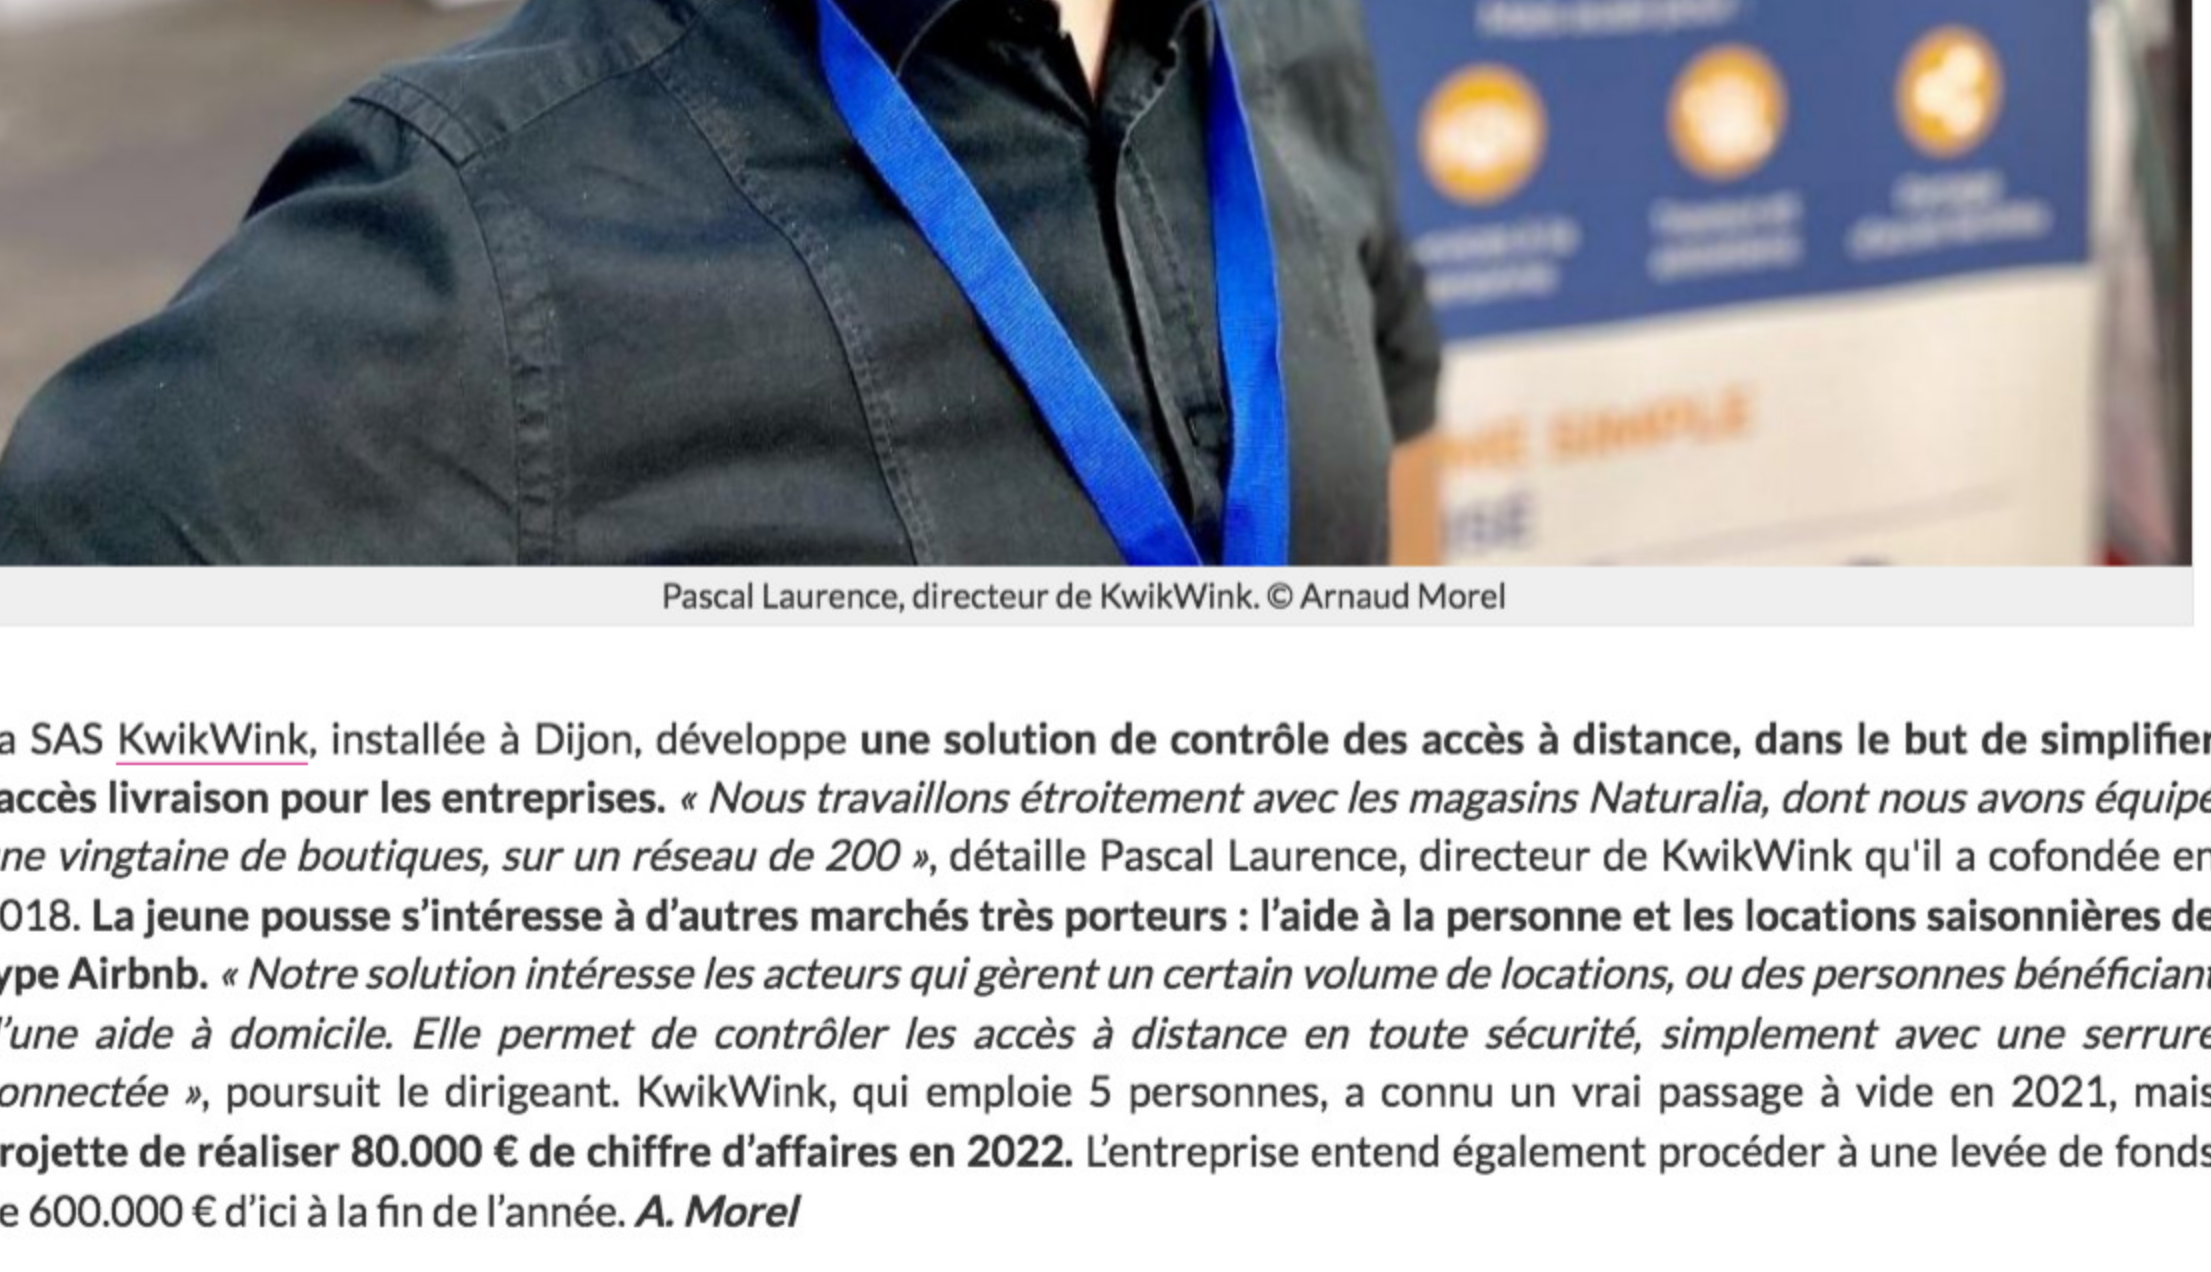 SIMPLE
Pascal Laurence, directeur de KwikWink. © Arnaud Morel
a SAS KwikWink, installée à Dijon, développe une solution de contrôle des accès à distance, dans le but de simplifier
accès livraison pour les entreprises. « Nous travaillons étroitement avec les magasins Naturalia, dont nous avons équipé
ne vingtaine de boutiques, sur un réseau de 200 », détaille Pascal Laurence, directeur de KwikWink qu'il a cofondée en
018. La jeune pousse s’intéresse à d’autres marchés très porteurs : l’aide à la personne et les locations saisonnières de
ype Airbnb. « Notre solution intéresse les acteurs qui gèrent un certain volume de locations, ou des personnes bénéficiant
'une aide à domicile. Elle permet de contrôler les accès à distance en toute sécurité, simplement avec une serrure
onnectée », poursuit le dirigeant. KwikWink, qui emploie 5 personnes, a connu un vrai passage à vide en 2021, mais
rojette de réaliser 80.000 € de chiffre d’affaires en 2022. L’entreprise entend également procéder à une levée de fonds
e 600.000 € d’ici à la fin de l’année. A. Morel